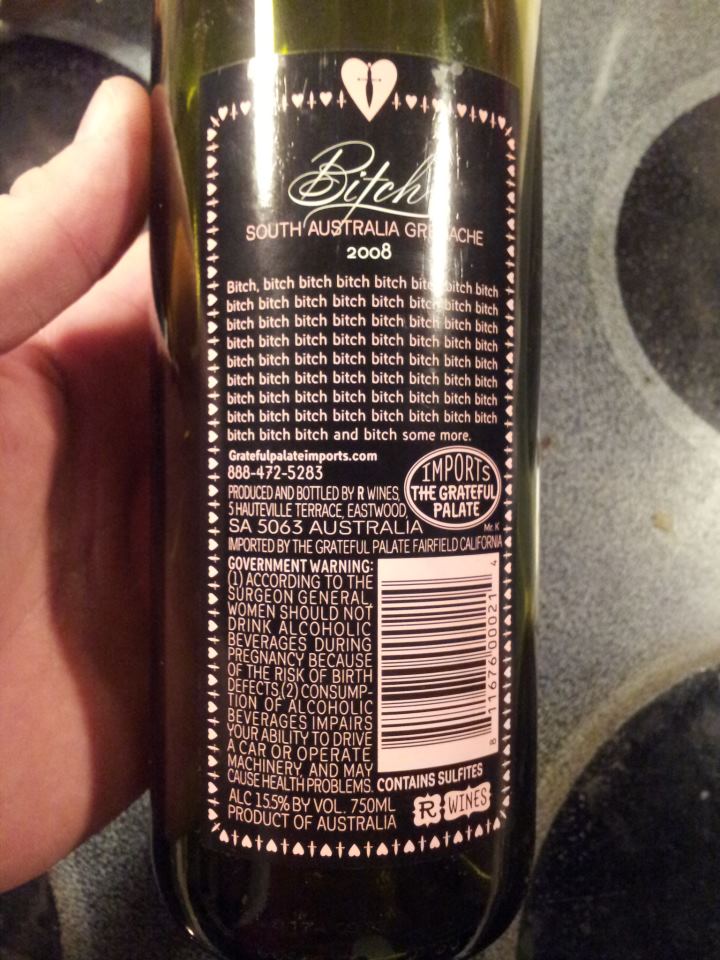 Bitch
SOUTH AUSTRALIA GRENACHE
2008
Bitch, bitch bitch bitch bitch bitch bitch bitch
bitch bitch bitch bitch bitch bitch bitch bitch
bitch bitch bitch bitch bitch bitch bitch bitch
bitch bitch bitch bitch bitch bitch bitch bitch
bitch bitch bitch bitch bitch bitch bitch bitch
bitch bitch bitch bitch bitch bitch bitch bitch
bitch bitch bitch bitch bitch bitch bitch bitch
bitch bitch bitch bitch bitch bitch bitch bitch
bitch bitch bitch and bitch some more.
Gratefulpalateimports.com
888-472-5283
PRODUCED AND BOTTLED BY R WINES,
5 HAUTEVILLE TERRACE, EASTWOOD,
SA 5063 AUSTRALIA
IMPORTS
THE GRATEFUL
PALATE
Mr. K
IMPORTED BY THE GRATEFUL PALATE FAIRFIELD CALIFORNIA
GOVERNMENT WARNING:
(1) ACCORDING TO THE
SURGEON GENERAL,
WOMEN SHOULD NOT
DRINK ALCOHOLIC
BEVERAGES DURING
PREGNANCY BECAUSE
OF THE RISK OF BIRTH
DEFECTS.(2) CONSUMP-
TION OF ALCOHOLIC
BEVERAGES IMPAIRS
YOUR ABILITY TO DRIVE
A CAR OR OPERATE
MACHINERY, AND MAY
CAUSE HEALTH PROBLEMS.
8 11676 00021 4
CONTAINS SULFITES
ALC 15.5% BY VOL. 750ML
PRODUCT OF AUSTRALIA
R WINES